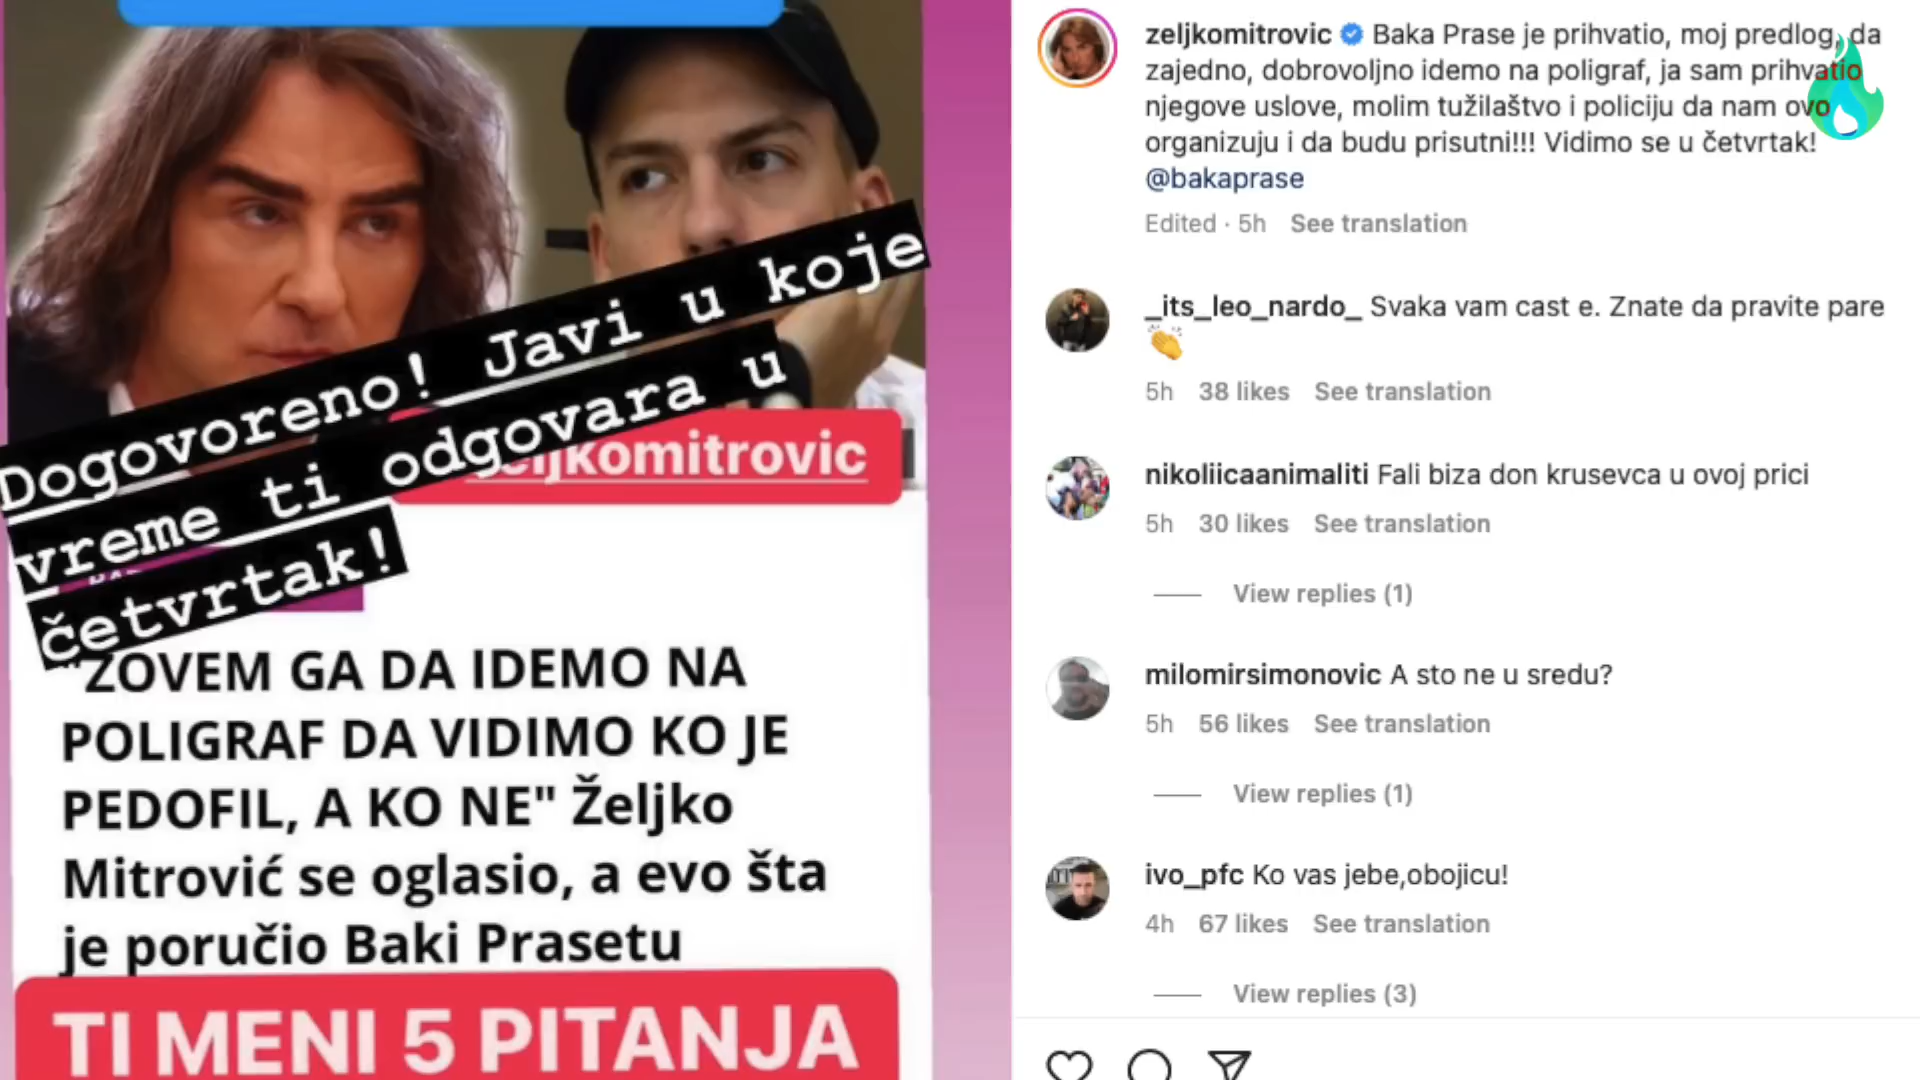 Dogovoreno! Javi u koje
vreme ti odgovara u
četvrtak!
eljkomitrovic
"ZOVEM GA DA IDEMO NA
POLIGRAF DA VIDIMO KO JE
PEDOFIL, A KO NE" Željko
Mitrović se oglasio, a evo šta
je poručio Baki Prasetu
TI MENI 5 PITANJA
zeljkomitrovic Baka Prase je prihvatio, moj predlog, da
zajedno, dobrovoljno idemo na poligraf, ja sam prihvatio
njegove uslove, molim tužilaštvo i policiju da nam ovo
organizuju i da budu prisutni!!! Vidimo se u četvrtak!
@bakaprase
Edited · 5h See translation
_its_leo_nardo_ Svaka vam cast e. Znate da pravite pare
👏
5h 38 likes See translation
nikoliicaanimaliti Fali biza don krusevca u ovoj prici
5h 30 likes See translation
View replies (1)
milomirsimonovic A sto ne u sredu?
5h 56 likes See translation
View replies (1)
ivo_pfc Ko vas jebe,obojicu!
4h 67 likes See translation
View replies (3)